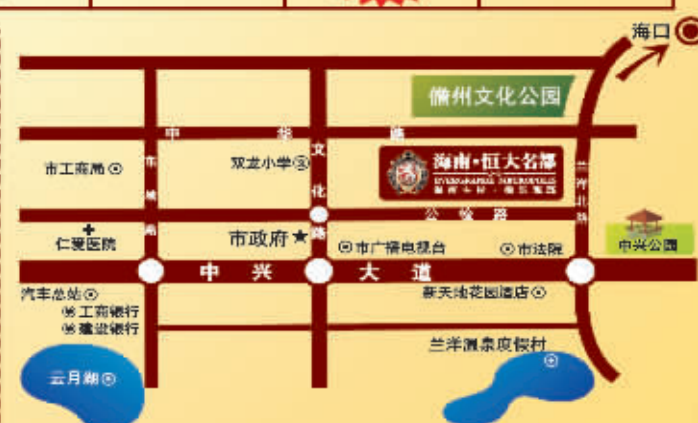 海口
儋州文化公园
中华路
市工商局
东城路
双龙小学
文化路
海南·恒大名都
兰洋北路
公馀路
仁爱医院
市政府
市广播电视台
市法院
中兴公园
中兴大道
汽车总站
工商银行
建设银行
新天地花园酒店
兰洋温泉度假村
云月湖